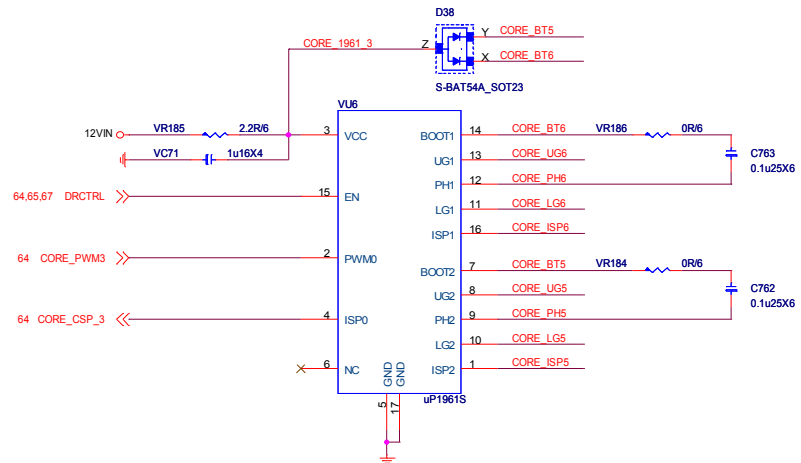 D38
CORE_1961_3
Z
Y CORE_BT5
X CORE_BT6
S-BAT54A_SOT23
VU6
12VIN VR185 2.2R/6 3 VCC BOOT1 14 CORE_BT6 VR186 0R/6
VC71 1u16X4 UG1 13 CORE_UG6 C763
0.1u25X6
PH1 12 CORE_PH6
64,65,67 DRCTRL 15 EN
LG1 11 CORE_LG6
ISP1 16 CORE_ISP6
64 CORE_PWM3 2 PWM0
BOOT2 7 CORE_BT5 VR184 0R/6
UG2 8 CORE_UG5 C762
0.1u25X6
64 CORE_CSP_3 4 ISP0 PH2 9 CORE_PH5
LG2 10 CORE_LG5
6 NC ISP2 1 CORE_ISP5
GND
GND
uP1961S
5
17